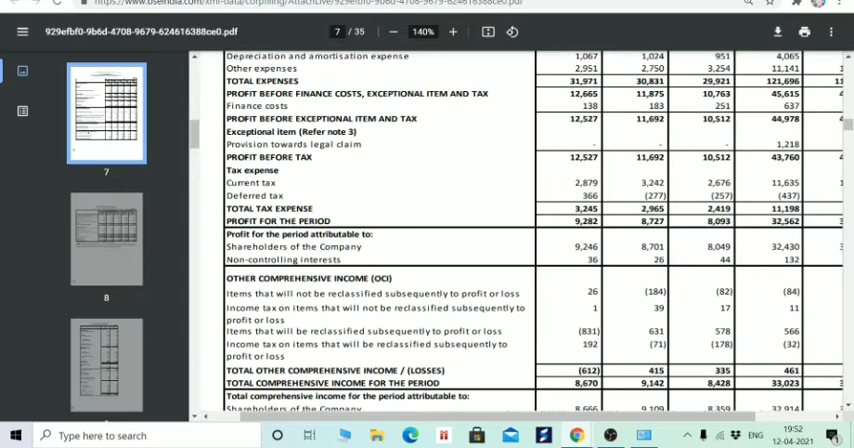 https://www.bseindia.com/xml-data/corpfiling/AttachLive/929efbf0-9b6d-4708-9679-624616388ce0.pdf
929efbf0-9b6d-4708-9679-624616388ce0.pdf 7 / 35 — 140% +
7
8
Depreciation and amortisation expense 1,067 1,024 951 4,065
Other expenses 2,951 2,750 3,254 11,141
TOTAL EXPENSES 31,971 30,831 29,921 121,696
PROFIT BEFORE FINANCE COSTS, EXCEPTIONAL ITEM AND TAX 12,665 11,875 10,763 45,615
Finance costs 138 183 251 637
PROFIT BEFORE EXCEPTIONAL ITEM AND TAX 12,527 11,692 10,512 44,978
Exceptional item (Refer note 3)
Provision towards legal claim - - - 1,218
PROFIT BEFORE TAX 12,527 11,692 10,512 43,760
Tax expense
Current tax 2,879 3,242 2,676 11,635
Deferred tax 366 (277) (257) (437)
TOTAL TAX EXPENSE 3,245 2,965 2,419 11,198
PROFIT FOR THE PERIOD 9,282 8,727 8,093 32,562
Profit for the period attributable to:
Shareholders of the Company 9,246 8,701 8,049 32,430
Non-controlling interests 36 26 44 132
OTHER COMPREHENSIVE INCOME (OCI)
Items that will not be reclassified subsequently to profit or loss 26 (184) (82) (84)
Income tax on items that will not be reclassified subsequently to 1 39 17 11
profit or loss
Items that will be reclassified subsequently to profit or loss (831) 631 578 566
Income tax on items that will be reclassified subsequently to 192 (71) (178) (32)
profit or loss
TOTAL OTHER COMPREHENSIVE INCOME / (LOSSES) (612) 415 335 461
TOTAL COMPREHENSIVE INCOME FOR THE PERIOD 8,670 9,142 8,428 33,023
Total comprehensive income for the period attributable to:
Shareholders of the Company 8,666 9,109 8,359 32,914
Type here to search
ENG
19:52
12-04-2021